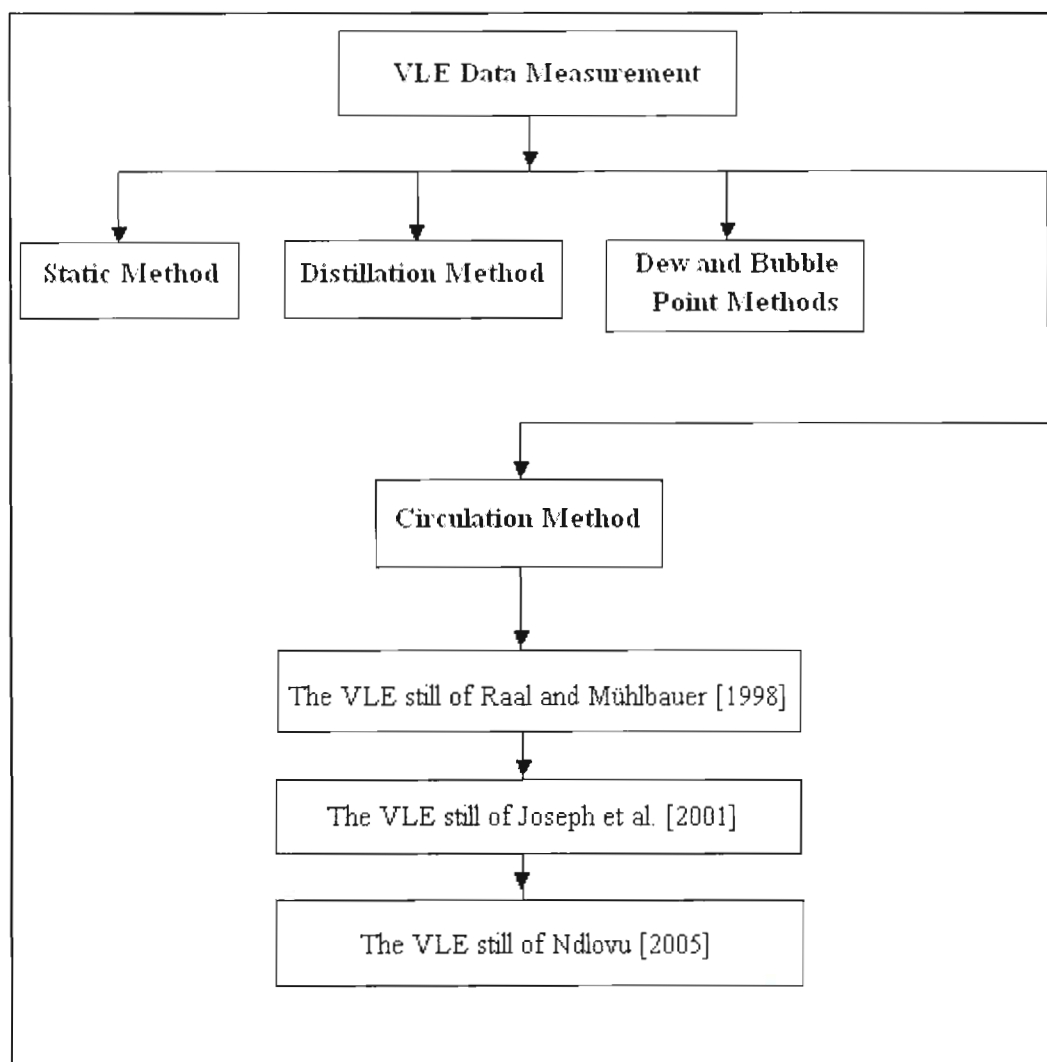 VLE Data Measurement
Static Method
Distillation Method
Dew and Bubble
Point Methods
Circulation Method
The VLE still of Raal and Mühlbauer [1998]
The VLE still of Joseph et al. [2001]
The VLE still of Ndlovu [2005]